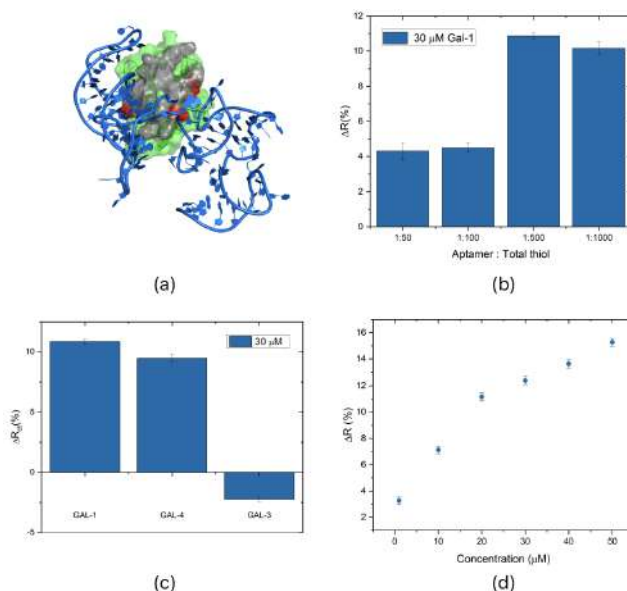 (a)
30 μM Gal-1
ΔR(%)
12
10
8
6
4
2
0
1:50
1:100
1:500
1:1000
Aptamer : Total thiol
(b)
30 μM
10
5
0
-5
GAL-1
GAL-4
GAL-3
(c)
ΔR (%)
16
14
12
10
8
6
4
2
0
10
20
30
40
50
Concentration (μM)
(d)